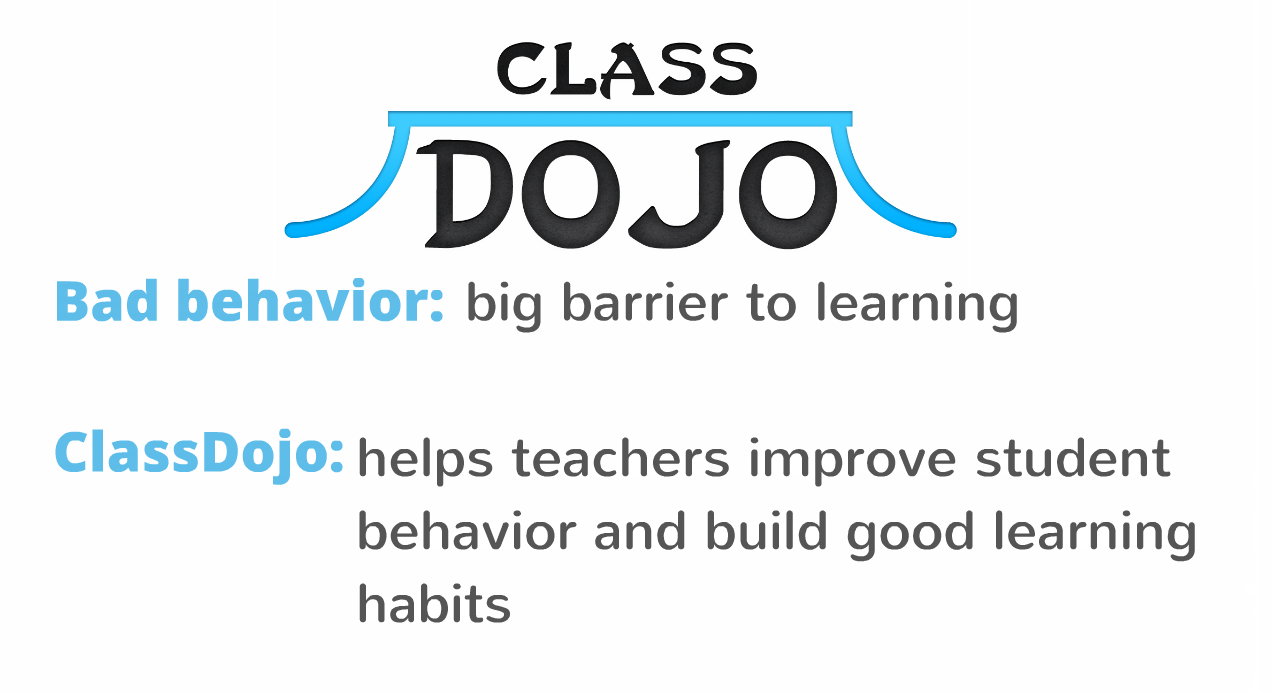 CLASS
DOJO
Bad behavior: big barrier to learning
ClassDojo: helps teachers improve student
behavior and build good learning
habits